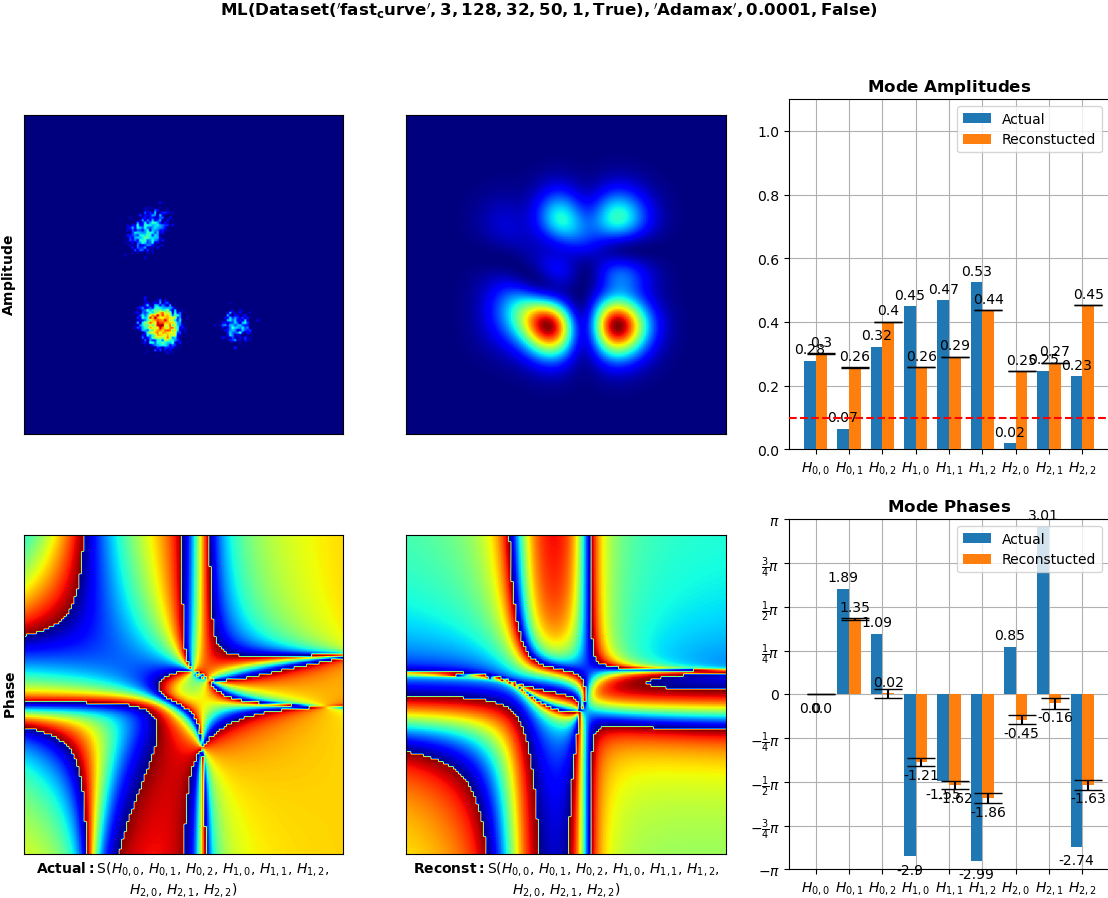 ML(Dataset('fast_curve', 3, 128, 32, 50, 1, True), 'Adamax', 0.0001, False)
Amplitude
Mode Amplitudes
Actual
Reconstucted
1.0
0.8
0.6
0.4
0.2
0.0
0.28 0.3 0.07 0.26 0.32 0.4 0.45 0.26 0.47 0.29 0.53 0.44 0.02 0.25 0.25 0.27 0.23 0.45
H0,0 H0,1 H0,2 H1,0 H1,1 H1,2 H2,0 H2,1 H2,2
Phase
Mode Phases
Actual
Reconstucted
π
3/4π
1/2π
1/4π
0
−1/4π
−1/2π
−3/4π
−π
0.0 0.0 1.89 1.35 1.09 0.02 -2.9 -1.21 -1.55 -1.62 -2.99 -1.86 0.85 -0.45 3.01 -0.16 -2.74 -1.63
H0,0 H0,1 H0,2 H1,0 H1,1 H1,2 H2,0 H2,1 H2,2
Actual: S(H0,0, H0,1, H0,2, H1,0, H1,1, H1,2,
H2,0, H2,1, H2,2)
Reconst: S(H0,0, H0,1, H0,2, H1,0, H1,1, H1,2,
H2,0, H2,1, H2,2)